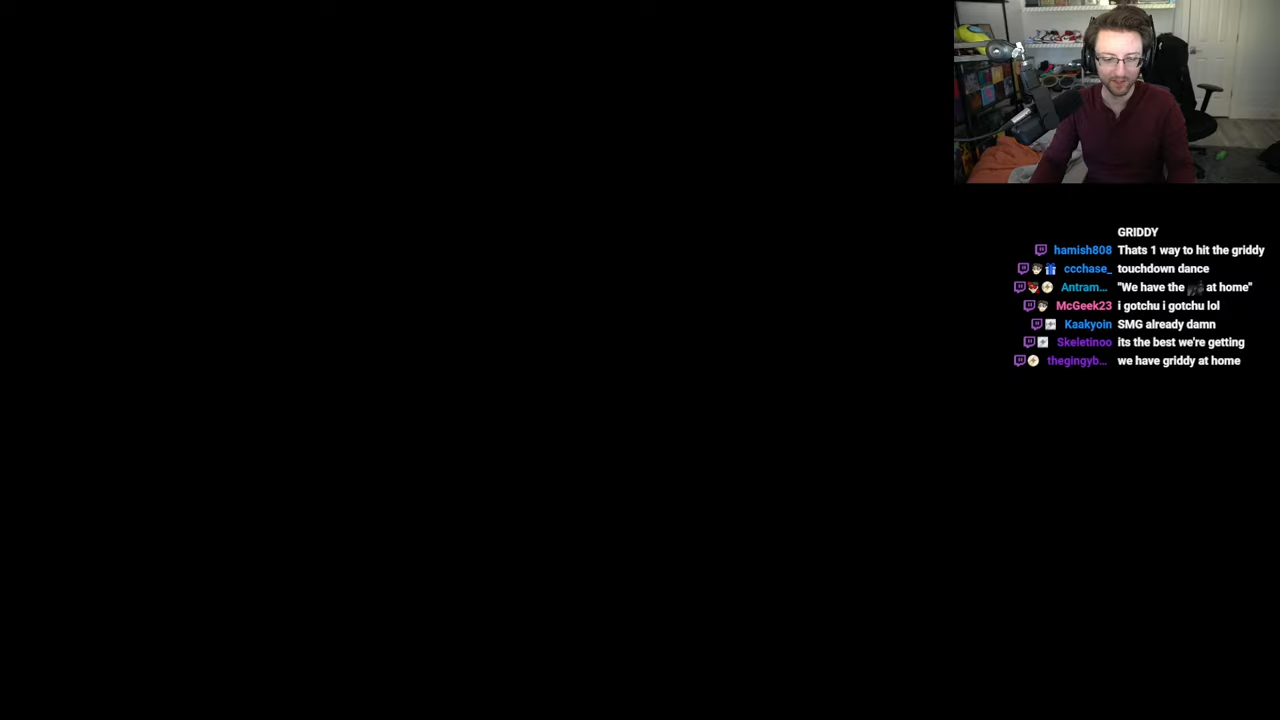 GRIDDY
hamish808 Thats 1 way to hit the griddy
ccchase_ touchdown dance
Antram... "We have the at home"
McGeek23 i gotchu i gotchu lol
Kaakyoin SMG already damn
Skeletinoo its the best we're getting
thegingyb... we have griddy at home